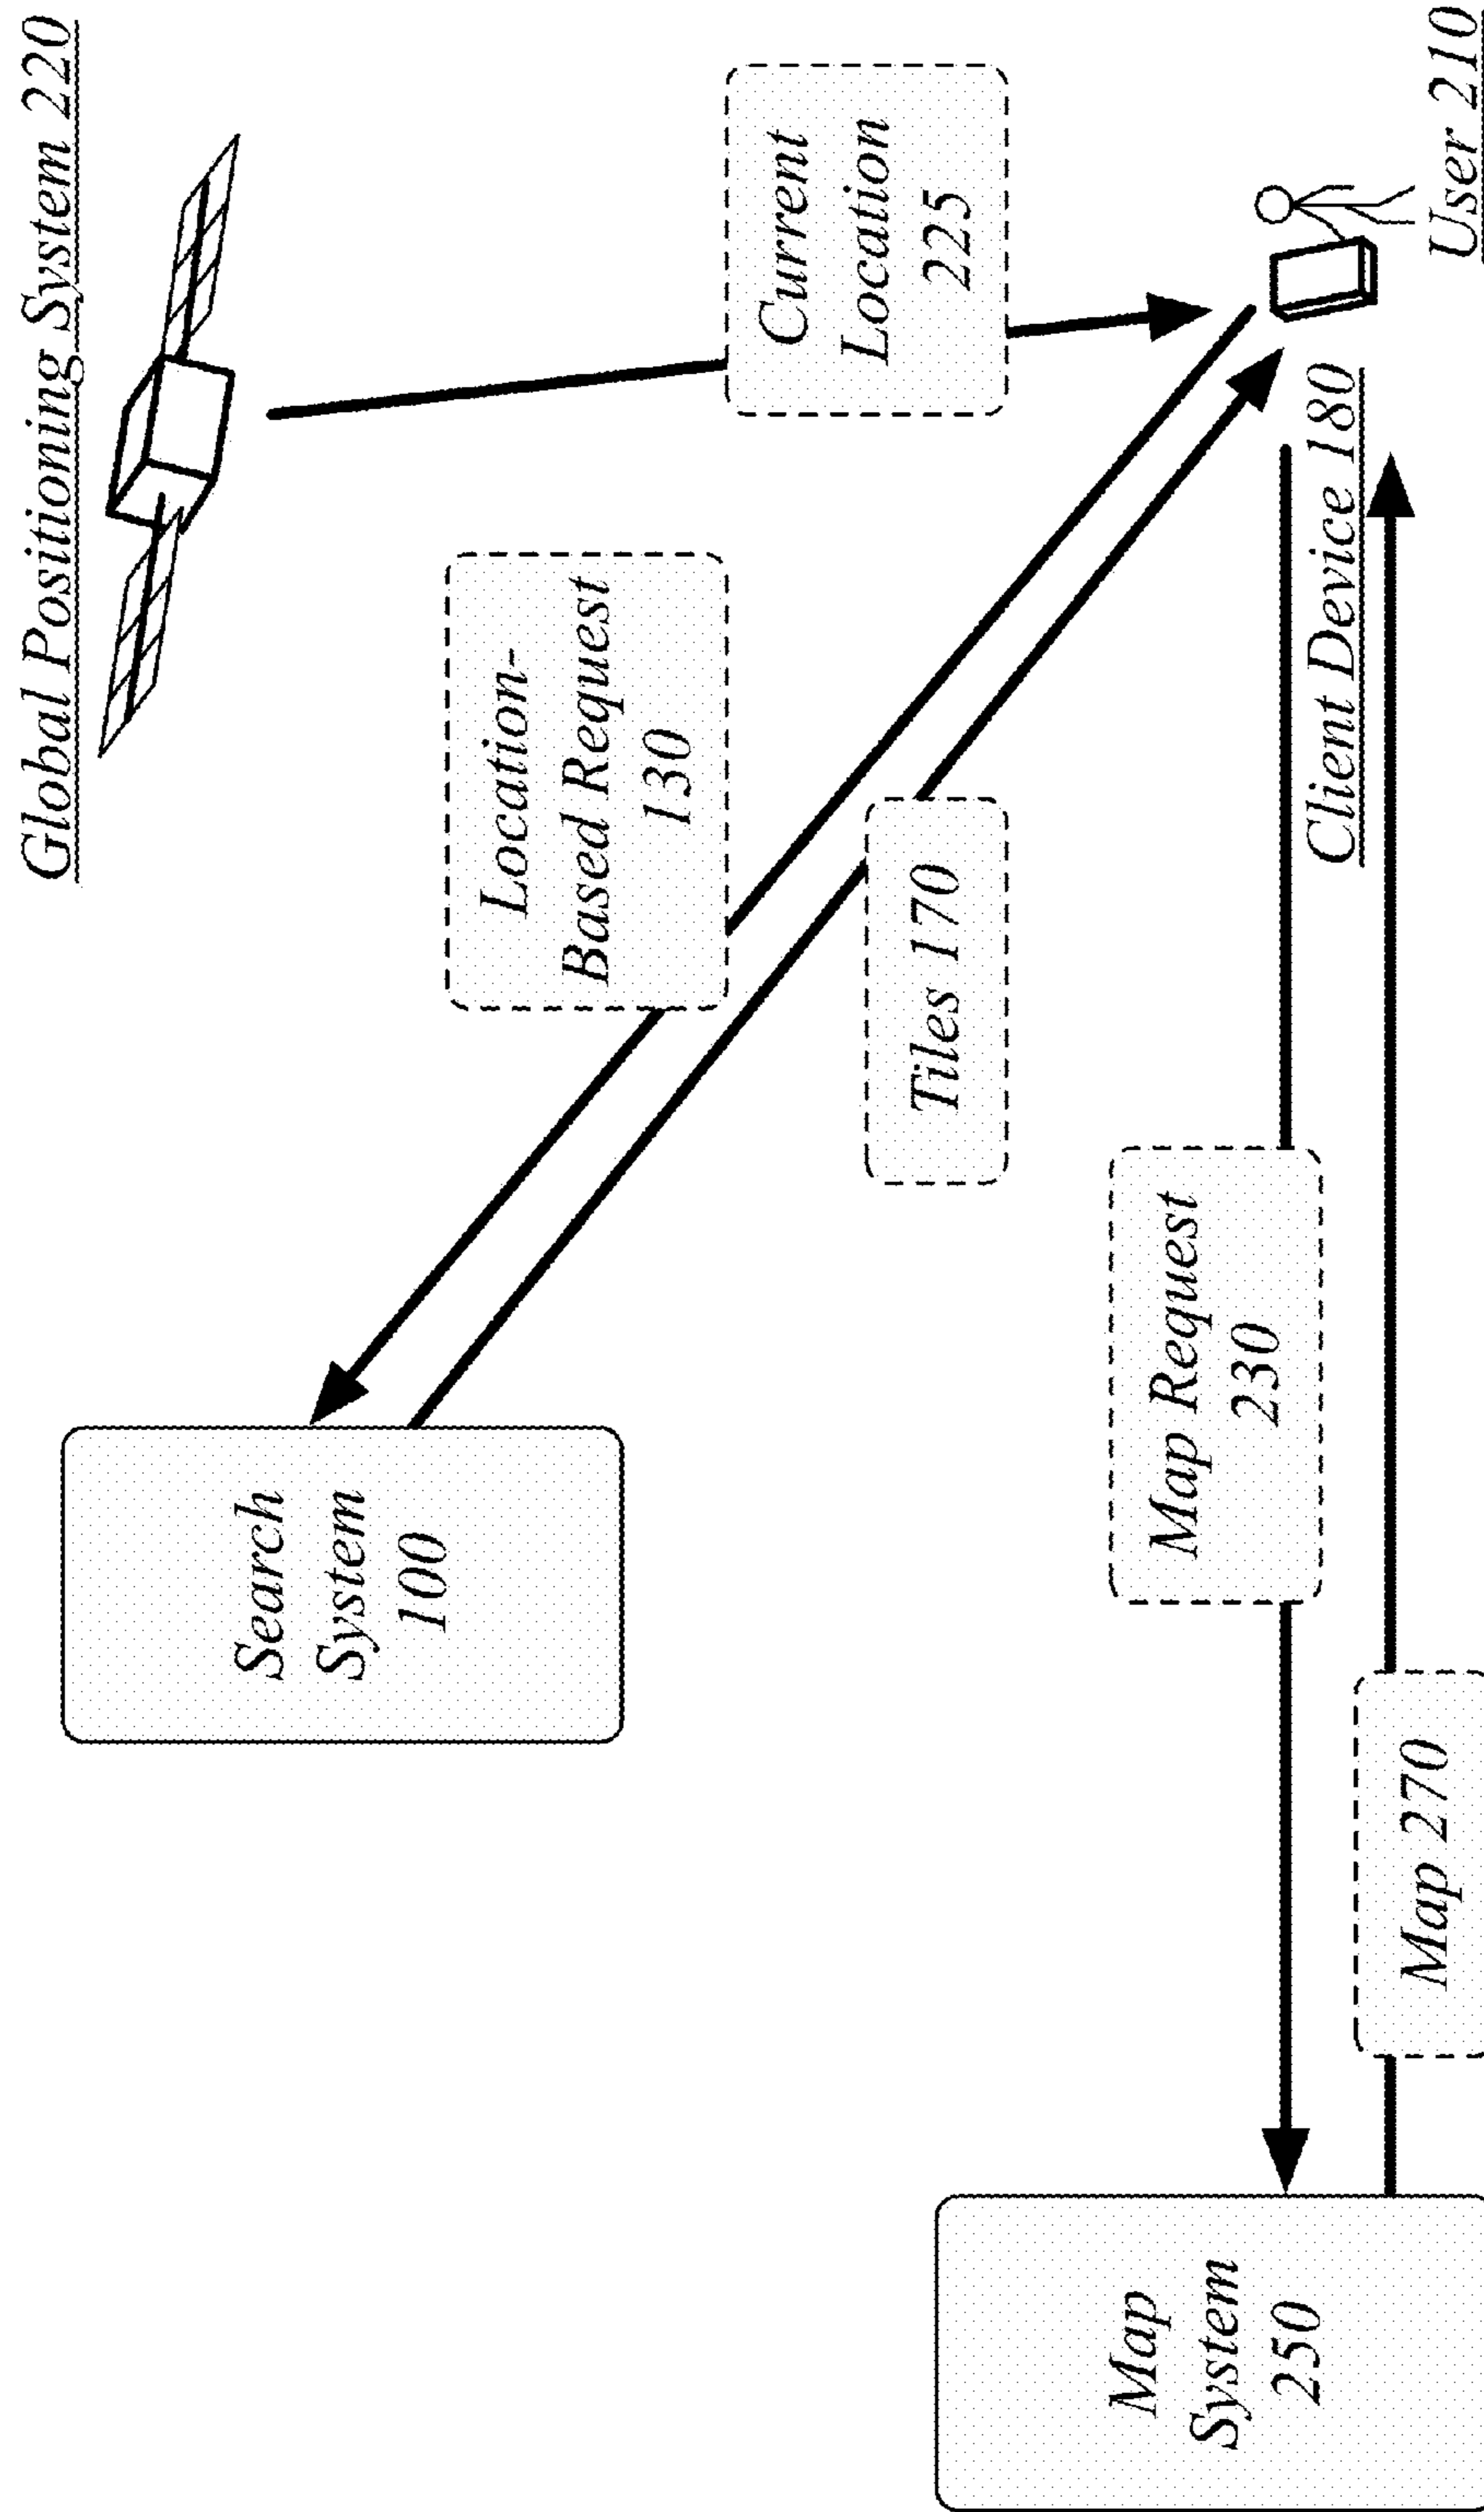 Global Positioning System 220
Search
System
100
Location-
Based Request
130
Current
Location
225
Tiles 170
Map
System
250
Map Request
230
Client Device 180
Map 270
User 210